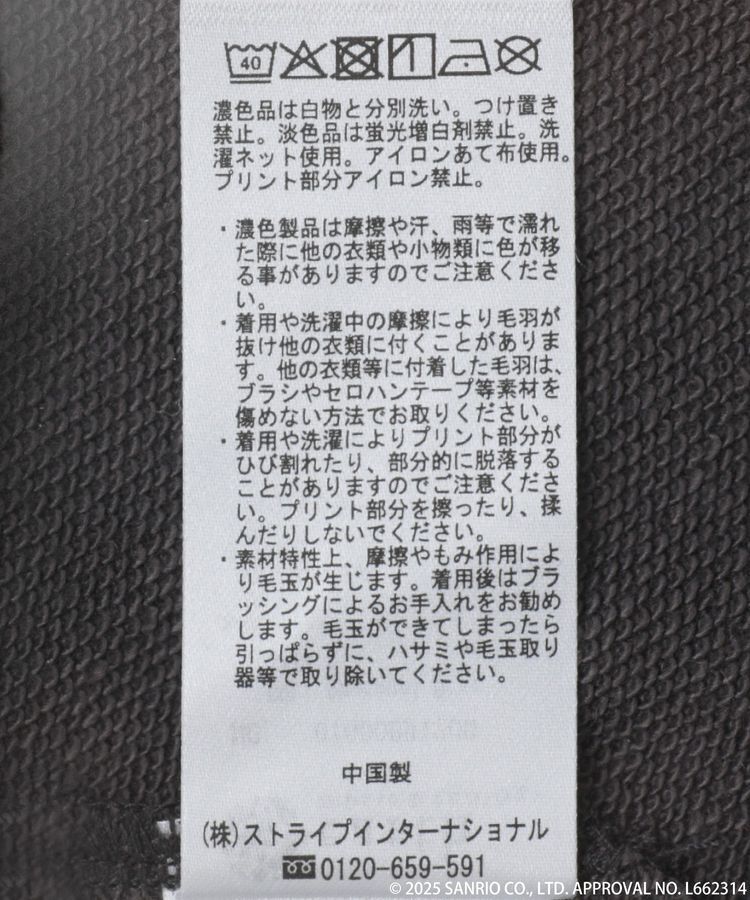 40
濃色品は白物と分別洗い。つけ置き
禁止。淡色品は蛍光増白剤禁止。洗
濯ネット使用。アイロンあて布使用。
プリント部分アイロン禁止。
・濃色製品は摩擦や汗、雨等で濡れ
た際に他の衣類や小物類に色が移
る事がありますのでご注意くださ
い。
・着用や洗濯中の摩擦により毛羽が
抜け他の衣類に付くことがありま
す。他の衣類等に付着した毛羽は、
ブラシやセロハンテープ等素材を
傷めない方法でお取りください。
・着用や洗濯によりプリント部分が
ひび割れたり、部分的に脱落する
ことがありますのでご注意くださ
い。プリント部分を擦ったり、揉
んだりしないでください。
・素材特性上、摩擦やもみ作用によ
り毛玉が生じます。着用後はブラ
ッシングによるお手入れをお勧め
します。毛玉ができてしまったら
引っぱらずに、ハサミや毛玉取り
器等で取り除いてください。
中国製
(株)ストライプインターナショナル
0120-659-591
© 2025 SANRIO CO., LTD. APPROVAL NO. L662314